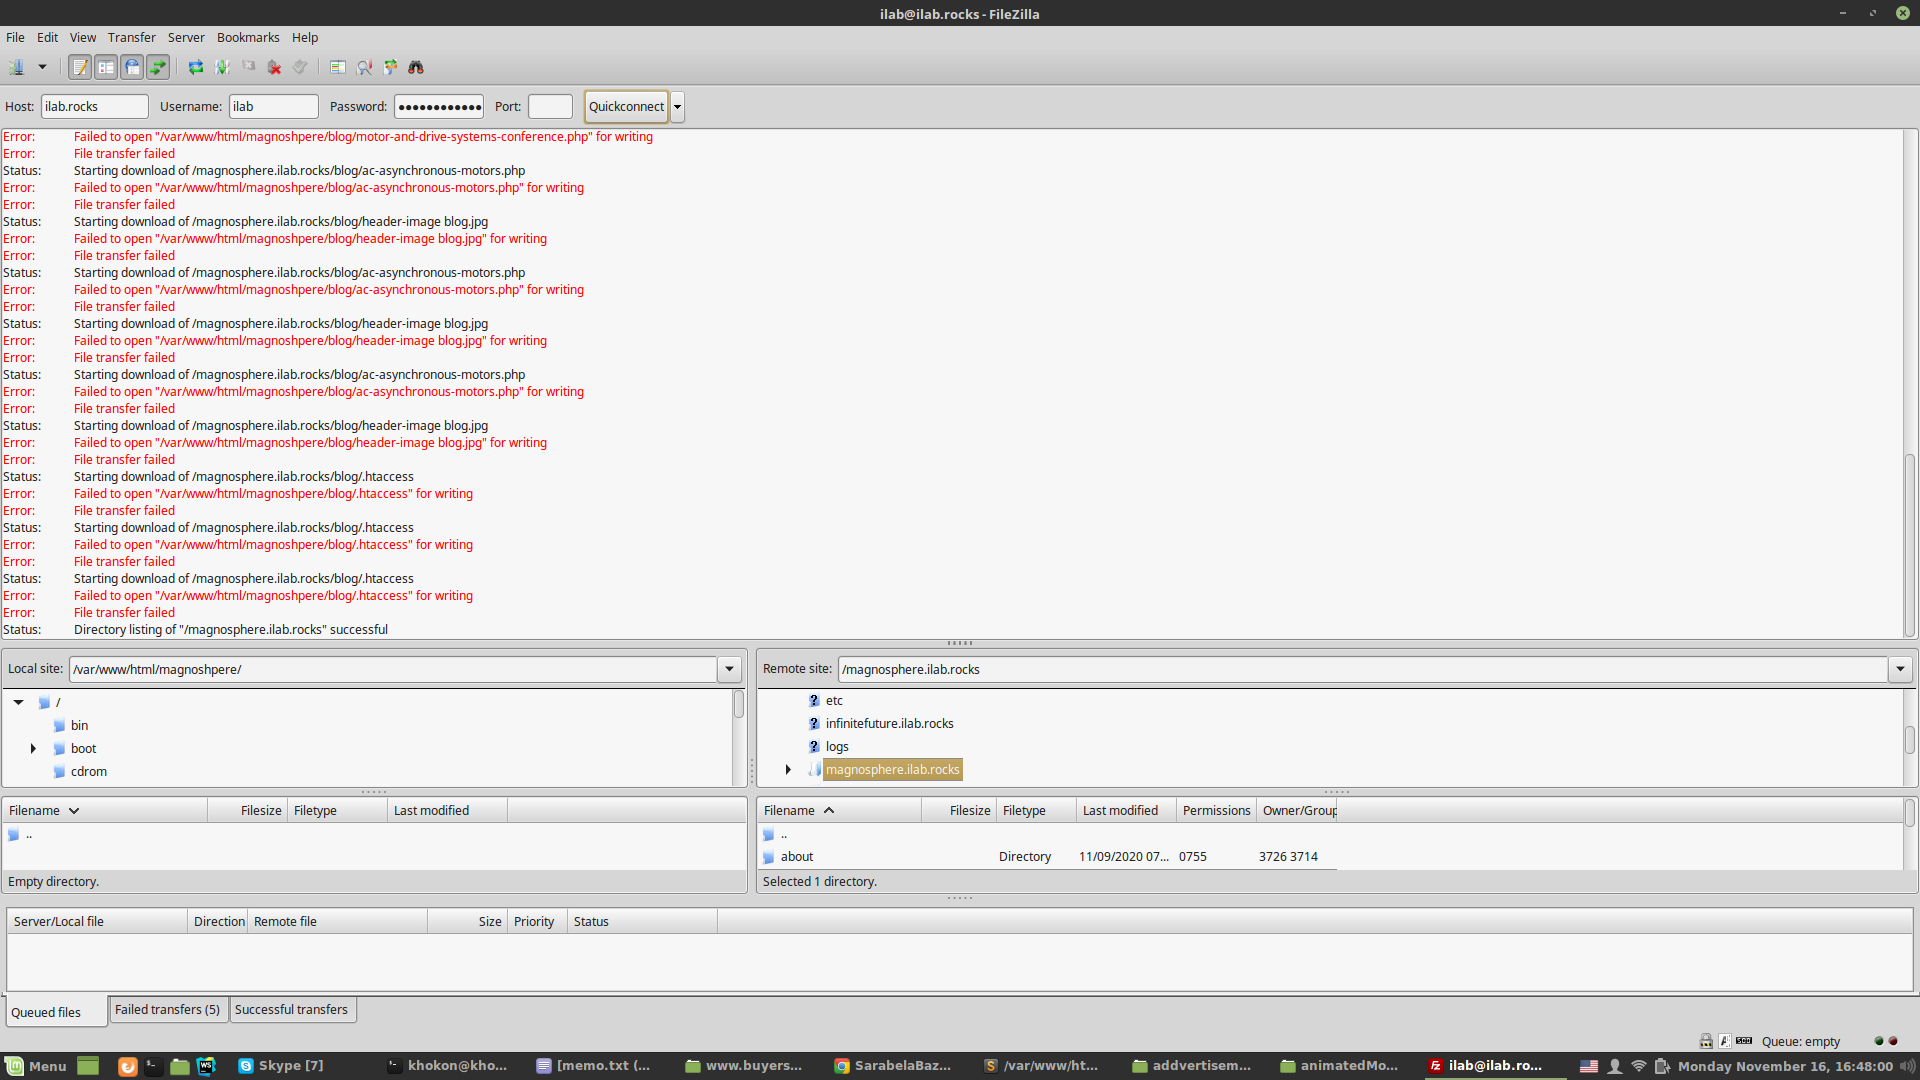 ilab@ilab.rocks - FileZilla
File Edit View Transfer Server Bookmarks Help
Host: ilab.rocks Username: ilab Password: ●●●●●●●●●●●● Port: Quickconnect
Error: Failed to open "/var/www/html/magnoshpere/blog/motor-and-drive-systems-conference.php" for writing
Error: File transfer failed
Status: Starting download of /magnosphere.ilab.rocks/blog/ac-asynchronous-motors.php
Error: Failed to open "/var/www/html/magnoshpere/blog/ac-asynchronous-motors.php" for writing
Error: File transfer failed
Status: Starting download of /magnosphere.ilab.rocks/blog/header-image blog.jpg
Error: Failed to open "/var/www/html/magnoshpere/blog/header-image blog.jpg" for writing
Error: File transfer failed
Status: Starting download of /magnosphere.ilab.rocks/blog/ac-asynchronous-motors.php
Error: Failed to open "/var/www/html/magnoshpere/blog/ac-asynchronous-motors.php" for writing
Error: File transfer failed
Status: Starting download of /magnosphere.ilab.rocks/blog/header-image blog.jpg
Error: Failed to open "/var/www/html/magnoshpere/blog/header-image blog.jpg" for writing
Error: File transfer failed
Status: Starting download of /magnosphere.ilab.rocks/blog/ac-asynchronous-motors.php
Error: Failed to open "/var/www/html/magnoshpere/blog/ac-asynchronous-motors.php" for writing
Error: File transfer failed
Status: Starting download of /magnosphere.ilab.rocks/blog/header-image blog.jpg
Error: Failed to open "/var/www/html/magnoshpere/blog/header-image blog.jpg" for writing
Error: File transfer failed
Status: Starting download of /magnosphere.ilab.rocks/blog/.htaccess
Error: Failed to open "/var/www/html/magnoshpere/blog/.htaccess" for writing
Error: File transfer failed
Status: Starting download of /magnosphere.ilab.rocks/blog/.htaccess
Error: Failed to open "/var/www/html/magnoshpere/blog/.htaccess" for writing
Error: File transfer failed
Status: Starting download of /magnosphere.ilab.rocks/blog/.htaccess
Error: Failed to open "/var/www/html/magnoshpere/blog/.htaccess" for writing
Error: File transfer failed
Status: Directory listing of "/magnosphere.ilab.rocks" successful
Local site: /var/www/html/magnoshpere/
/
bin
boot
cdrom
Filename Filesize Filetype Last modified
..
Empty directory.
Remote site: /magnosphere.ilab.rocks
? etc
? infinitefuture.ilab.rocks
? logs
magnosphere.ilab.rocks
Filename Filesize Filetype Last modified Permissions Owner/Group
..
about Directory 11/09/2020 07... 0755 3726 3714
Selected 1 directory.
Server/Local file Direction Remote file Size Priority Status
Queued files Failed transfers (5) Successful transfers
Queue: empty
Menu Skype [7] khokon@kho... [memo.txt (... www.buyers... SarabelaBaz... /var/www/ht... addvertisem... animatedMo... ilab@ilab.ro... Monday November 16, 16:48:00